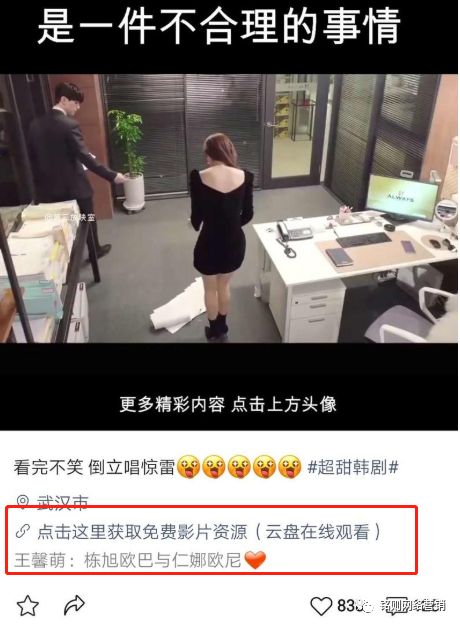 是一件不合理的事情
ALWAYS
更多精彩内容 点击上方头像
看完不笑 倒立唱惊雷😲😲😲😲😲 #超甜韩剧#
武汉市
点击这里获取免费影片资源（云盘在线观看）
王馨萌：栋旭欧巴与仁娜欧尼❤️